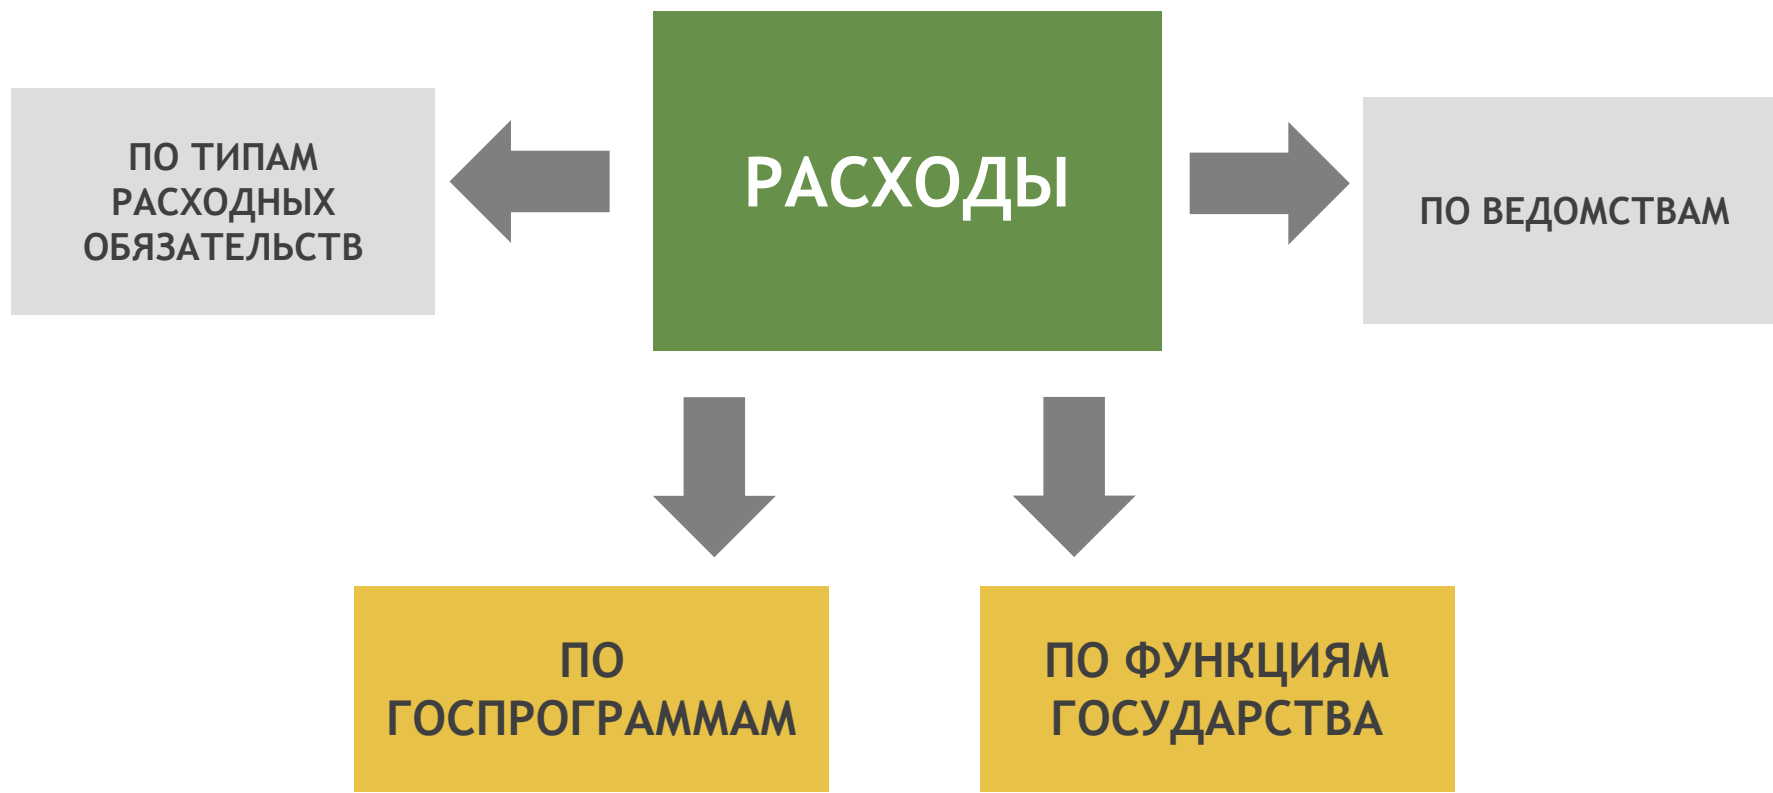 РАСХОДЫ
ПО ТИПАМ
РАСХОДНЫХ
ОБЯЗАТЕЛЬСТВ
ПО ВЕДОМСТВАМ
ПО
ГОСПРОГРАММАМ
ПО ФУНКЦИЯМ
ГОСУДАРСТВА